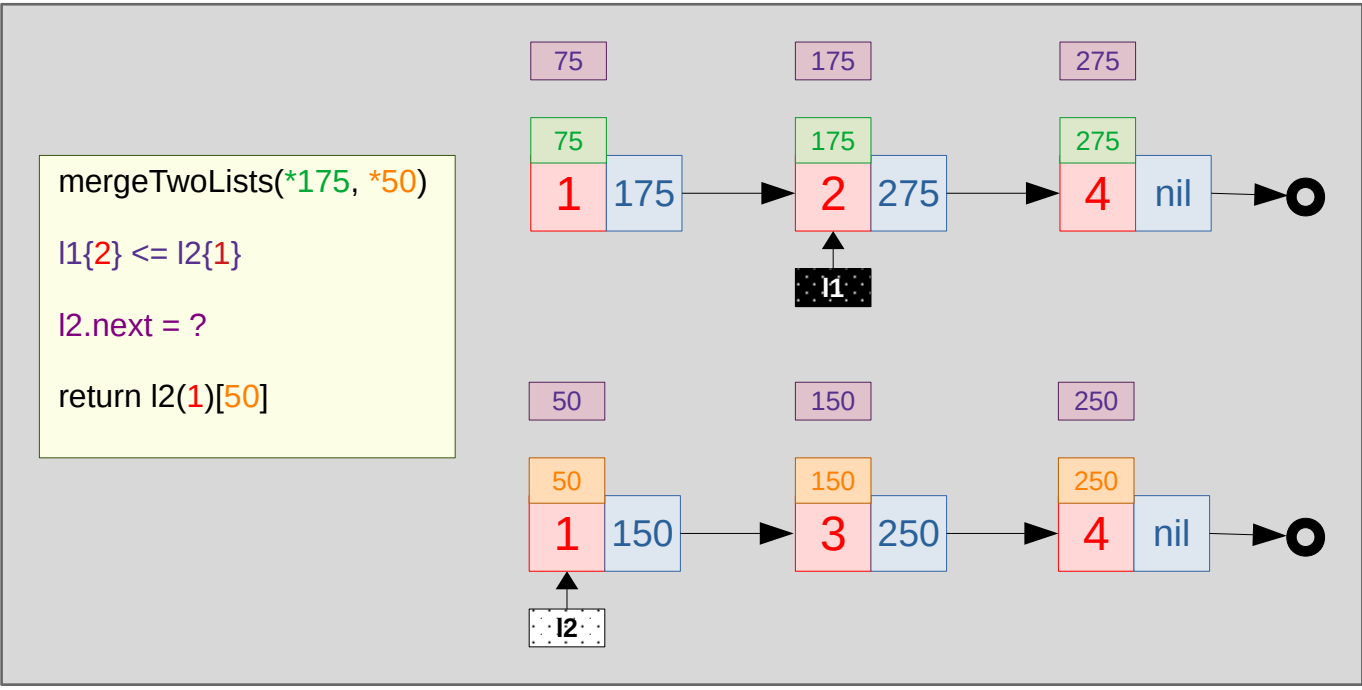 mergeTwoLists(*175, *50)
l1{2} <= l2{1}
l2.next = ?
return l2(1)[50]
75 175 275
75 175 275
1 175 2 275 4 nil
l1
50 150 250
50 150 250
1 150 3 250 4 nil
l2